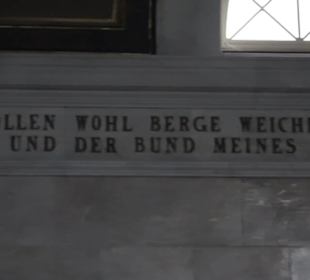 OLLEN WOHL BERGE WEICH
UND DER BUND MEINES